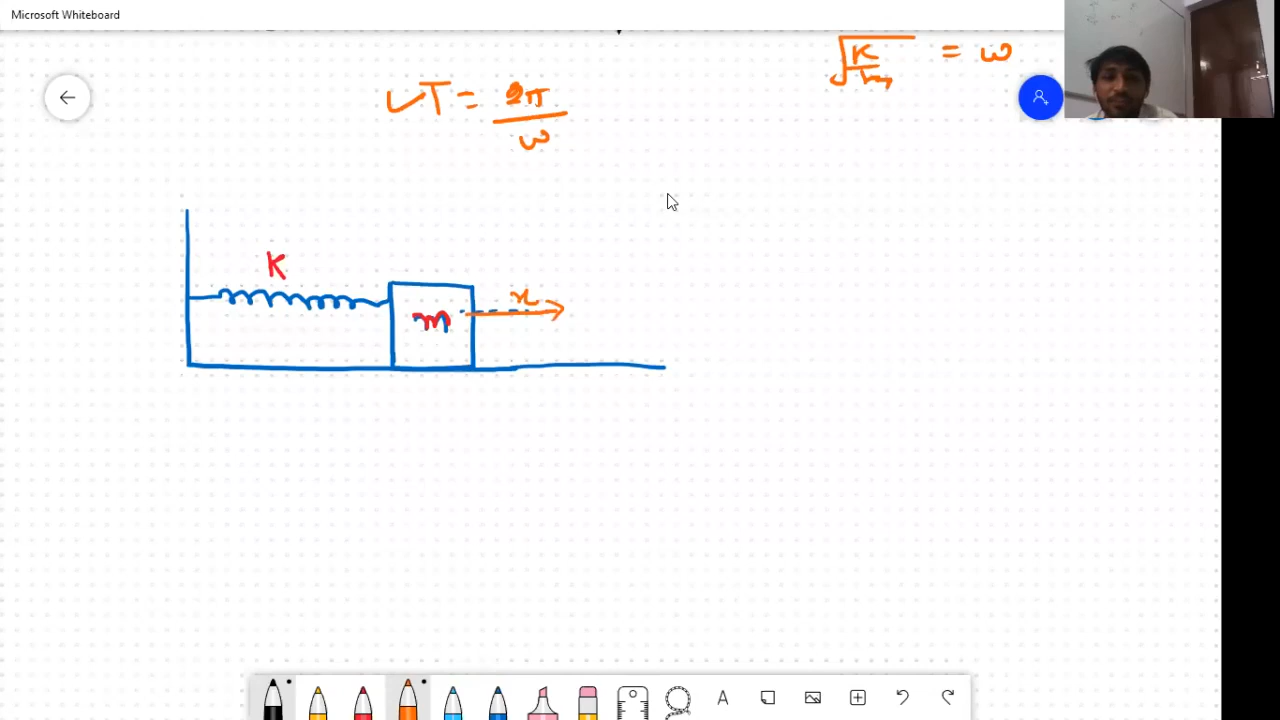 Microsoft Whiteboard
√(K/m) = ω
✓T = 2π/ω
K
x
m
A